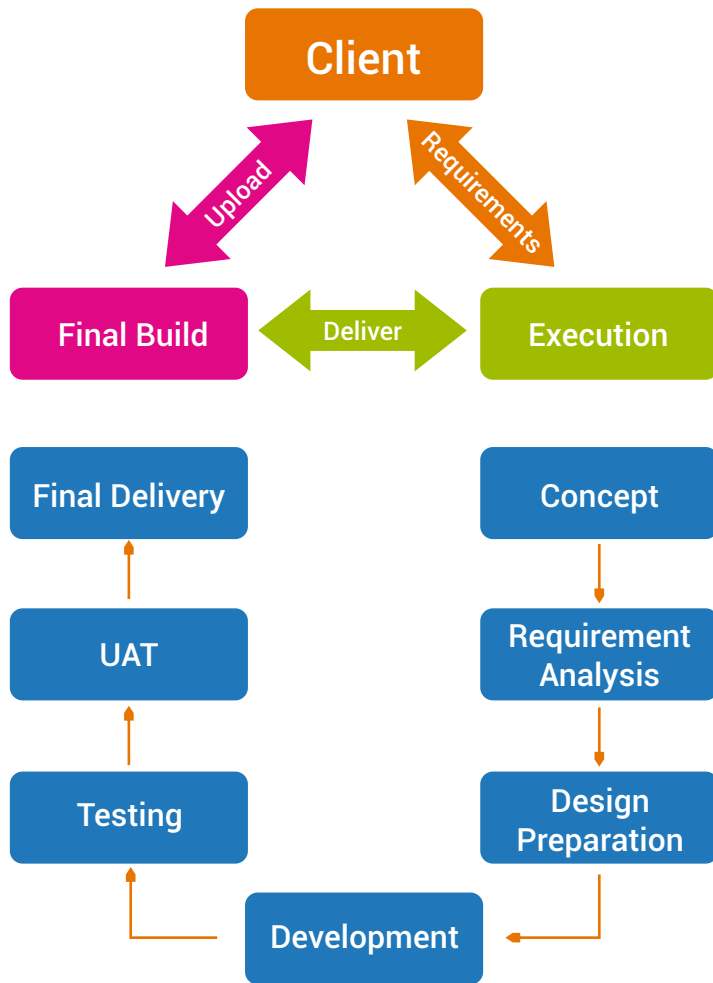 Client
Upload
Requirements
Final Build
Deliver
Execution
Final Delivery
Concept
UAT
Requirement
Analysis
Testing
Design
Preparation
Development